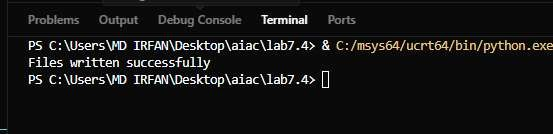 Problems Output Debug Console Terminal Ports
PS C:\Users\MD IRFAN\Desktop\aiac\lab7.4> & C:/msys64/ucrt64/bin/python.exe
Files written successfully
PS C:\Users\MD IRFAN\Desktop\aiac\lab7.4>